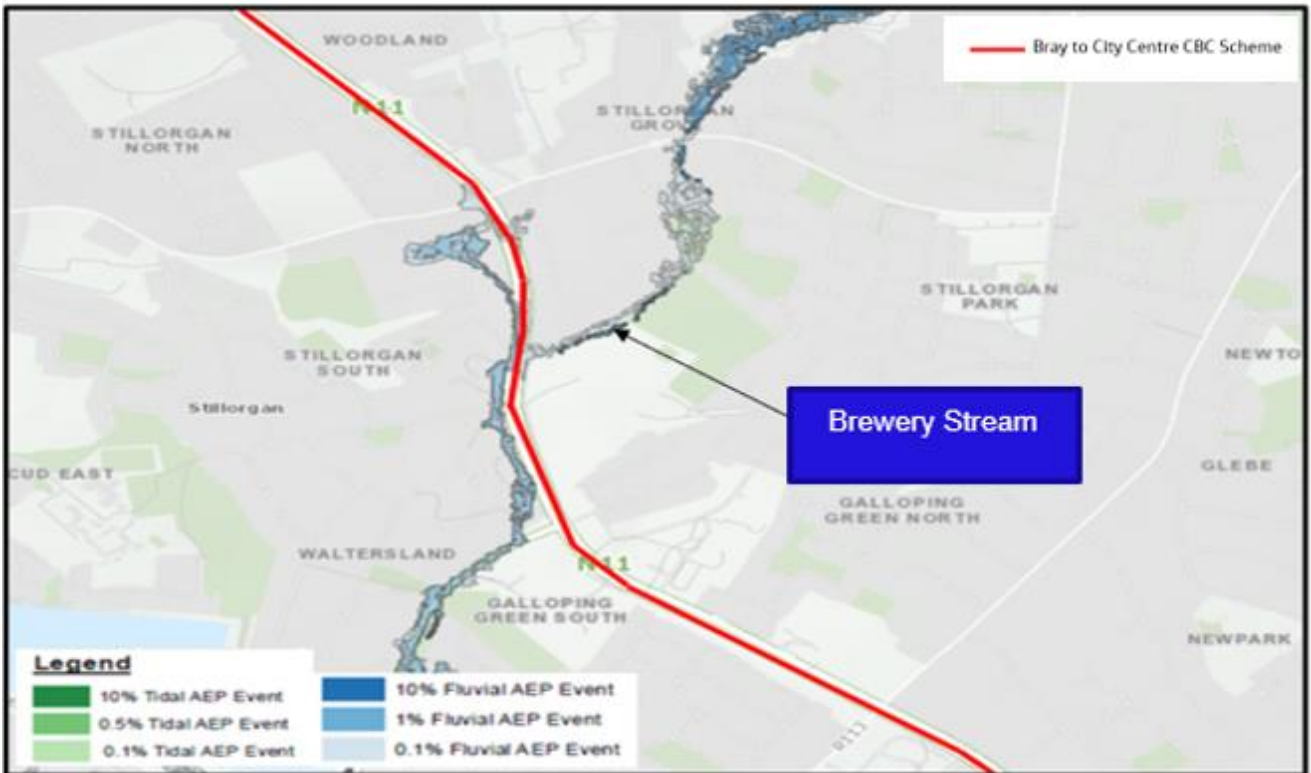 WOODLAND
Bray to City Centre CBC Scheme
N11
STILLORGAN
GROVE
STILLORGAN
NORTH
STILLORGAN
PARK
STILLORGAN
SOUTH
NEWTO
Stillorgan
Brewery Stream
CUD EAST
GLEBE
GALLOPING
GREEN NORTH
WALTERSLAND
N11
GALLOPING
GREEN SOUTH
NEWPARK
Legend
10% Tidal AEP Event
0.5% Tidal AEP Event
0.1% Tidal AEP Event
10% Fluvial AEP Event
1% Fluvial AEP Event
0.1% Fluvial AEP Event